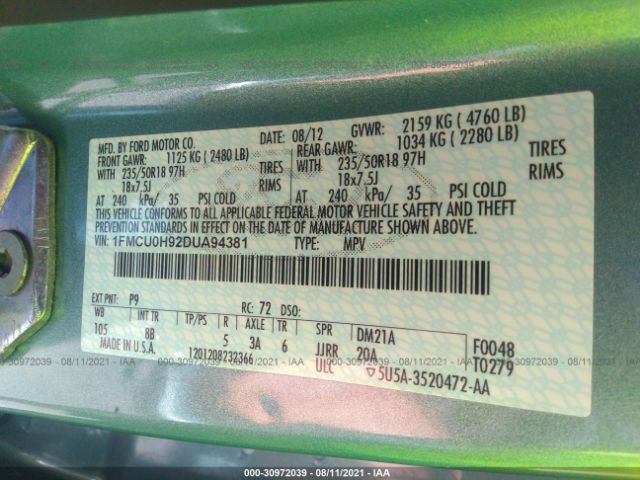 MFD. BY FORD MOTOR CO. DATE: 08/12 GVWR: 2159 KG ( 4760 LB)
FRONT GAWR: 1125 KG ( 2480 LB) REAR GAWR: 1034 KG ( 2280 LB)
WITH 235/50R18 97H TIRES WITH 235/50R18 97H TIRES
18x7.5J RIMS 18x7.5J RIMS
AT 240 kPa/ 35 PSI COLD AT 240 kPa/ 35 PSI COLD
THIS VEHICLE CONFORMS TO ALL APPLICABLE FEDERAL MOTOR VEHICLE SAFETY AND THEFT
PREVENTION STANDARDS IN EFFECT ON THE DATE OF MANUFACTURE SHOWN ABOVE.
VIN: 1FMCU0H92DUA94381 TYPE: MPV
EXT PNT: P9 RC: 72 DSO:
WB INT TR TP/PS R AXLE TR SPR DM21A F0048
105 8B 5 3A 6 JJRR 20A T0279
MADE IN U.S.A. 1201208232366 ULC ▽5U5A-3520472-AA
000-30972039 - 08/11/2021 - IAA 000-30972039 - 08/11/2021 - IAA 000-30972039 - 08/11/2021 - IAA
000-30972039 - 08/11/2021 - IAA